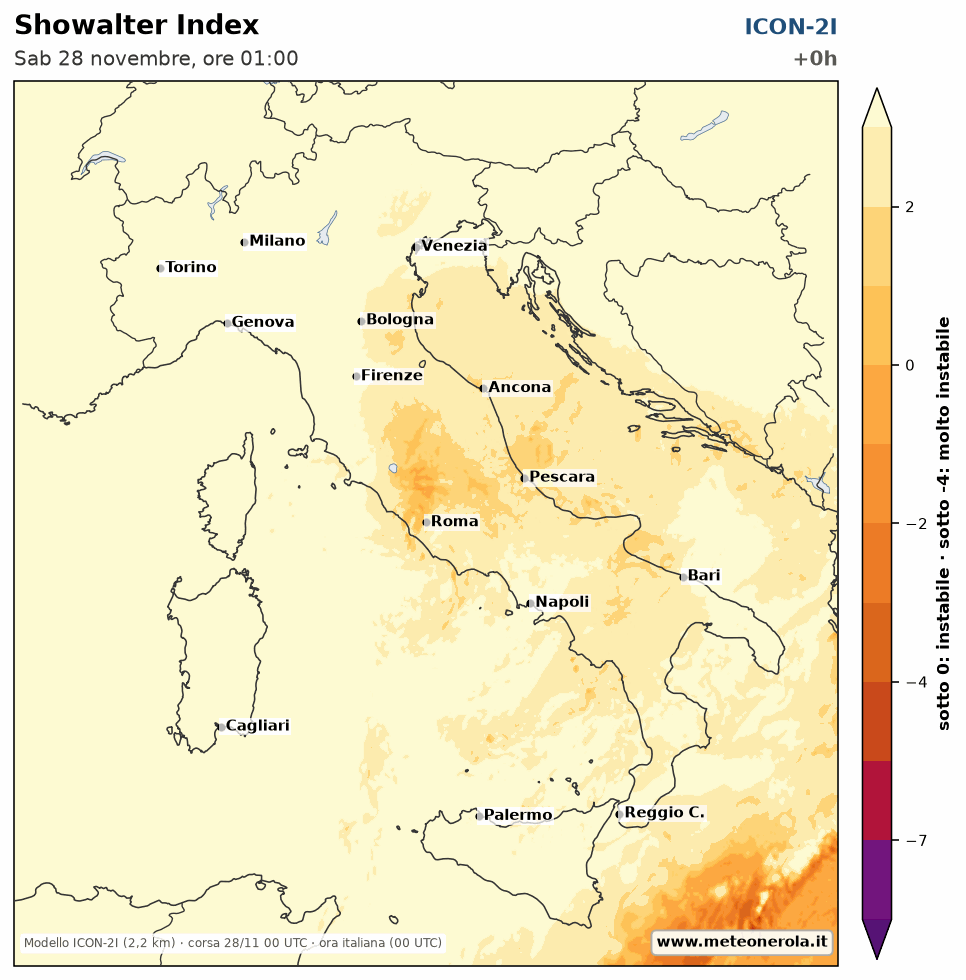 Showalter Index
ICON-2I
Sab 28 novembre, ore 01:00
+0h
Milano
Venezia
Torino
Genova
Bologna
Firenze
Ancona
Pescara
Roma
Bari
Napoli
Cagliari
Palermo
Reggio C.
2
0
−2
−4
−7
sotto 0: instabile · sotto -4: molto instabile
Modello ICON-2I (2,2 km) · corsa 28/11 00 UTC · ora italiana (00 UTC)
www.meteonerola.it